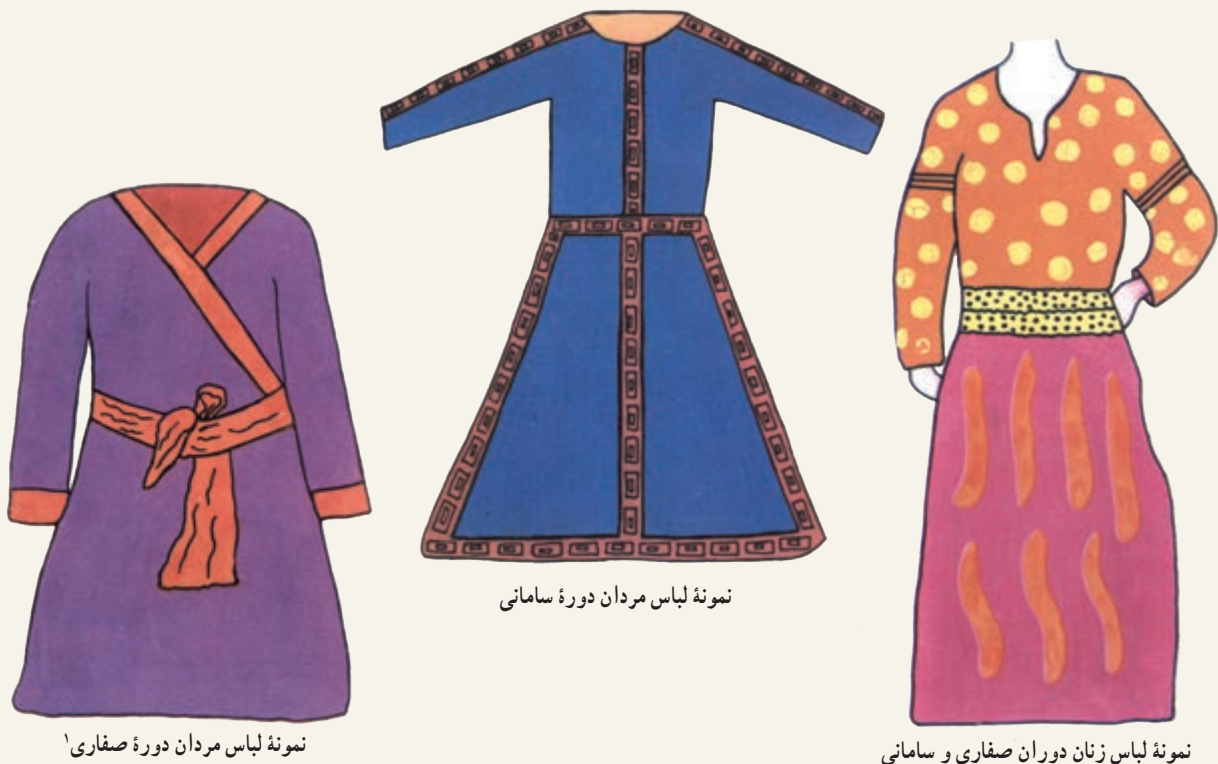 نمونهٔ لباس مردان دورهٔ سامانی
نمونهٔ لباس زنان دوران صفاری و سامانی
نمونهٔ لباس مردان دورهٔ صفاری۱